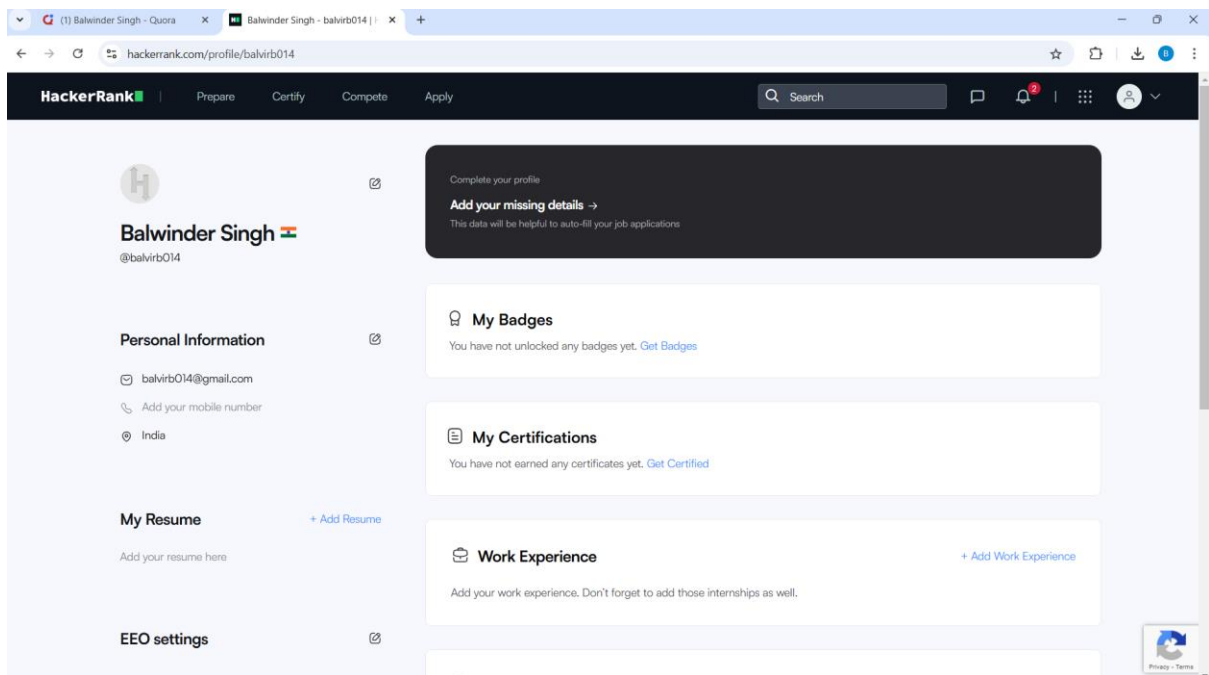 (1) Balwinder Singh - Quora
Balwinder Singh - balvirb014 | H
hackerrank.com/profile/balvirb014
B
HackerRank
Prepare
Certify
Compete
Apply
Search
2
H
Balwinder Singh
@balvirb014
Personal Information
balvirb014@gmail.com
Add your mobile number
India
My Resume
+ Add Resume
Add your resume here
EEO settings
Complete your profile
Add your missing details →
This data will be helpful to auto-fill your job applications
My Badges
You have not unlocked any badges yet. Get Badges
My Certifications
You have not earned any certificates yet. Get Certified
Work Experience
+ Add Work Experience
Add your work experience. Don't forget to add those internships as well.
Privacy - Terms